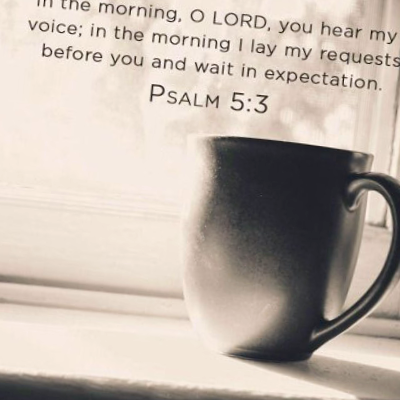 In the morning, O LORD, you hear my
voice; in the morning I lay my requests
before you and wait in expectation.
PSALM 5:3